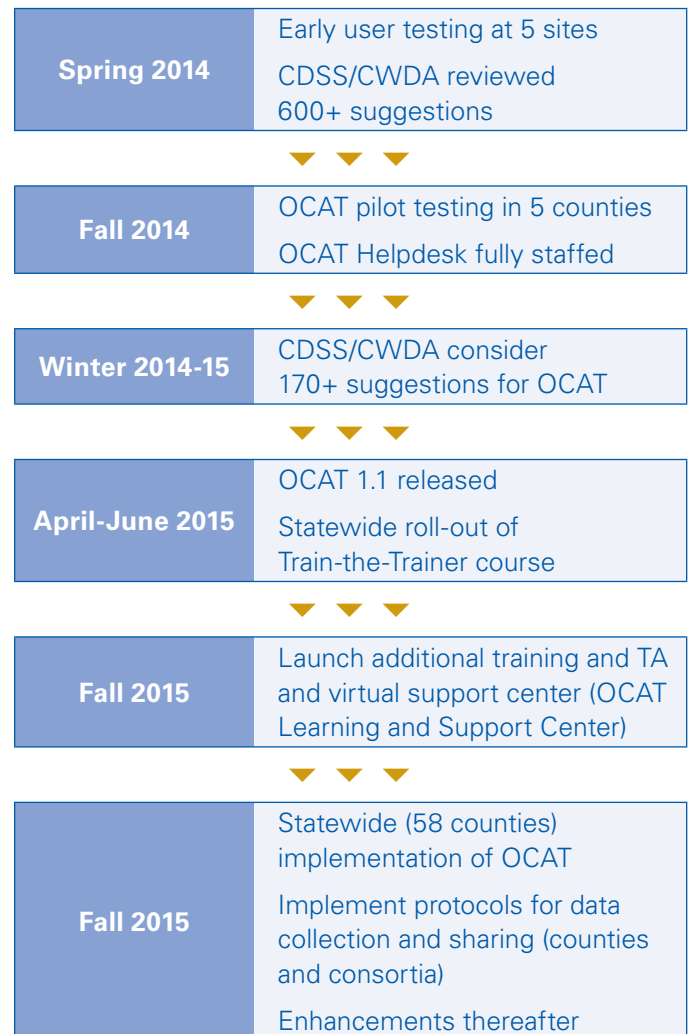 Spring 2014
Early user testing at 5 sites
CDSS/CWDA reviewed
600+ suggestions
Fall 2014
OCAT pilot testing in 5 counties
OCAT Helpdesk fully staffed
Winter 2014-15
CDSS/CWDA consider
170+ suggestions for OCAT
April-June 2015
OCAT 1.1 released
Statewide roll-out of
Train-the-Trainer course
Fall 2015
Launch additional training and TA
and virtual support center (OCAT
Learning and Support Center)
Fall 2015
Statewide (58 counties)
implementation of OCAT
Implement protocols for data
collection and sharing (counties
and consortia)
Enhancements thereafter